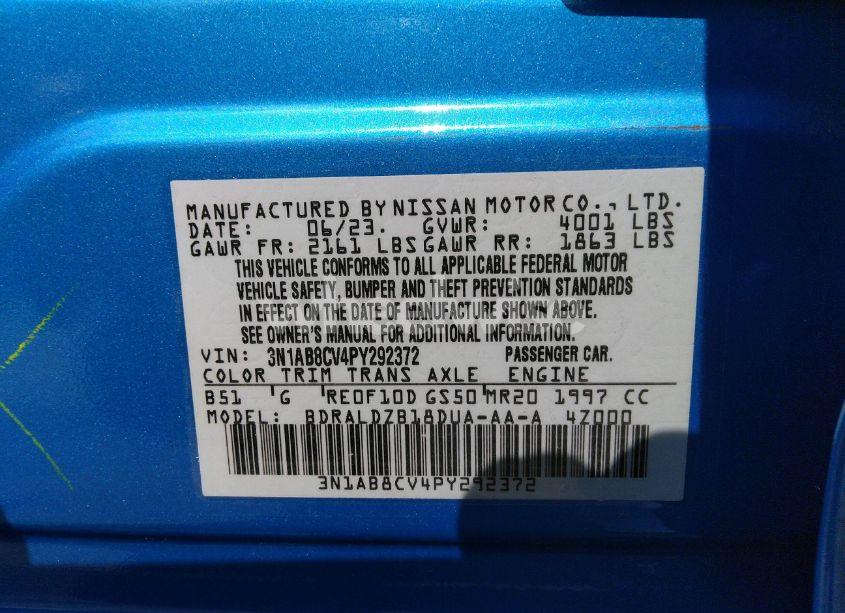 MANUFACTURED BY NISSAN MOTOR CO., LTD.
DATE: 06/23. GVWR: 4001 LBS
GAWR FR: 2161 LBS GAWR RR: 1863 LBS
THIS VEHICLE CONFORMS TO ALL APPLICABLE FEDERAL MOTOR
VEHICLE SAFETY, BUMPER AND THEFT PREVENTION STANDARDS
IN EFFECT ON THE DATE OF MANUFACTURE SHOWN ABOVE.
SEE OWNER'S MANUAL FOR ADDITIONAL INFORMATION.
VIN: 3N1AB8CV4PY292372 PASSENGER CAR.
COLOR TRIM TRANS AXLE ENGINE
B51 G RE0F10D GS50 MR20 1997 CC
MODEL: BDRALDZB18DUA-AA-A 4Z000
3N1AB8CV4PY292372